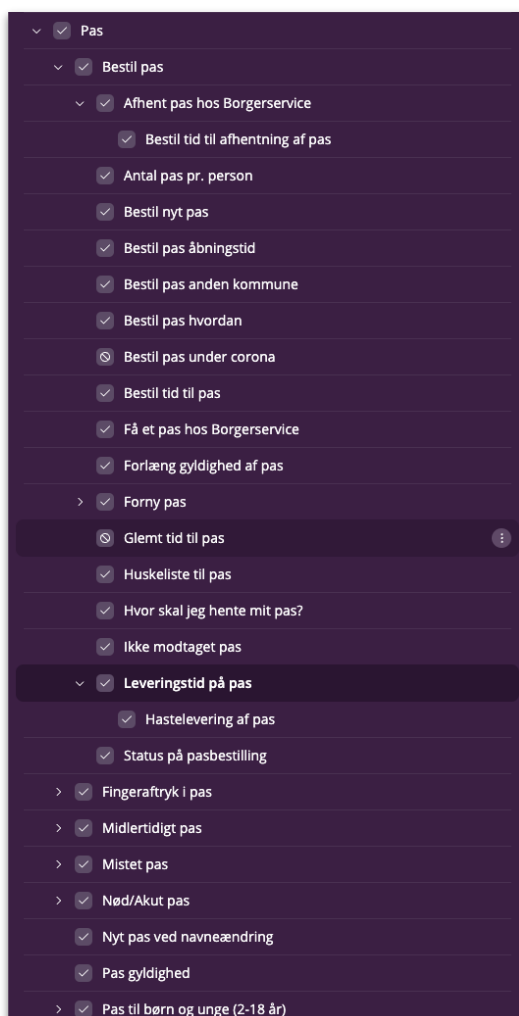 Pas
Bestil pas
Afhent pas hos Borgerservice
Bestil tid til afhentning af pas
Antal pas pr. person
Bestil nyt pas
Bestil pas åbningstid
Bestil pas anden kommune
Bestil pas hvordan
Bestil pas under corona
Bestil tid til pas
Få et pas hos Borgerservice
Forlæng gyldighed af pas
Forny pas
Glemt tid til pas
Huskeliste til pas
Hvor skal jeg hente mit pas?
Ikke modtaget pas
Leveringstid på pas
Hastelevering af pas
Status på pasbestilling
Fingeraftryk i pas
Midlertidigt pas
Mistet pas
Nød/Akut pas
Nyt pas ved navneændring
Pas gyldighed
Pas til børn og unge (2-18 år)